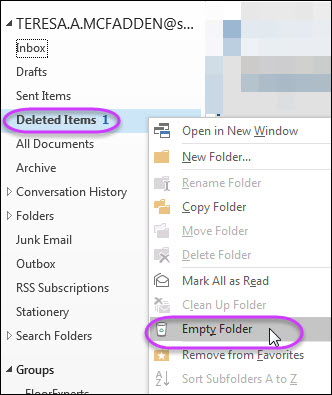 TERESA.A.MCFADDEN@s...
Inbox
Drafts
Sent Items
Deleted Items 1
All Documents
Archive
Conversation History
Folders
Junk Email
Outbox
RSS Subscriptions
Stationery
Search Folders
Groups
FloorExperts
Open in New Window
New Folder...
Rename Folder
Copy Folder
Move Folder
Delete Folder
Mark All as Read
Clean Up Folder
Empty Folder
Remove from Favorites
Sort Subfolders A to Z